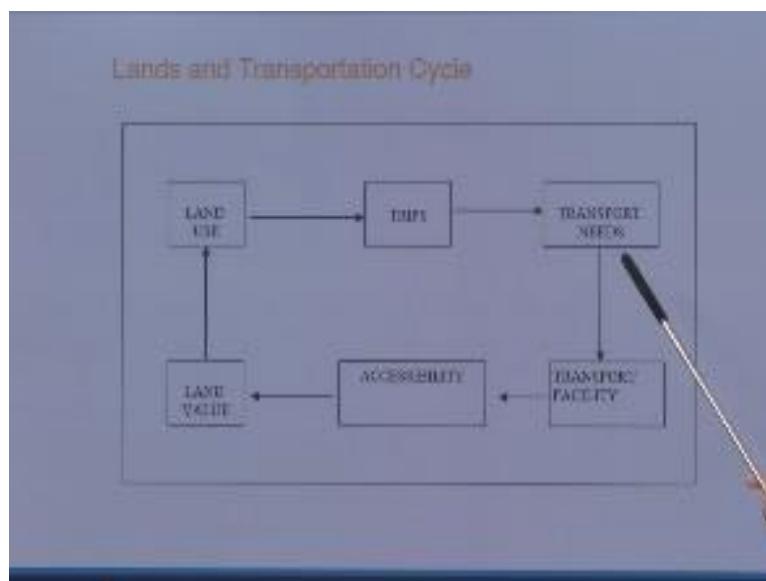 Lands and Transportation Cycle
LAND
USE
TRIPS
TRANSPORT
NEEDS
LAND
VALUE
ACCESSIBILITY
TRANSPORT
FACILITY